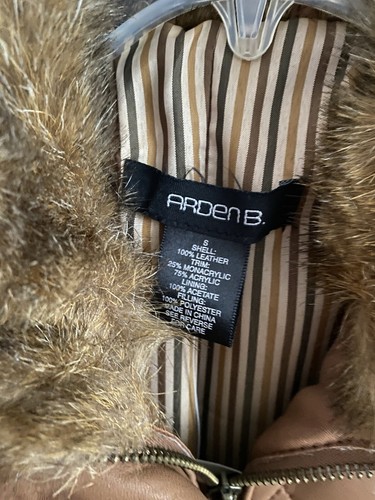 ARDEN B.
S
SHELL:
100% LEATHER
TRIM:
25% MONACRYLIC
75% ACRYLIC
LINING:
100% ACETATE
FILLING:
100% POLYESTER
MADE IN CHINA
SEE REVERSE
FOR CARE